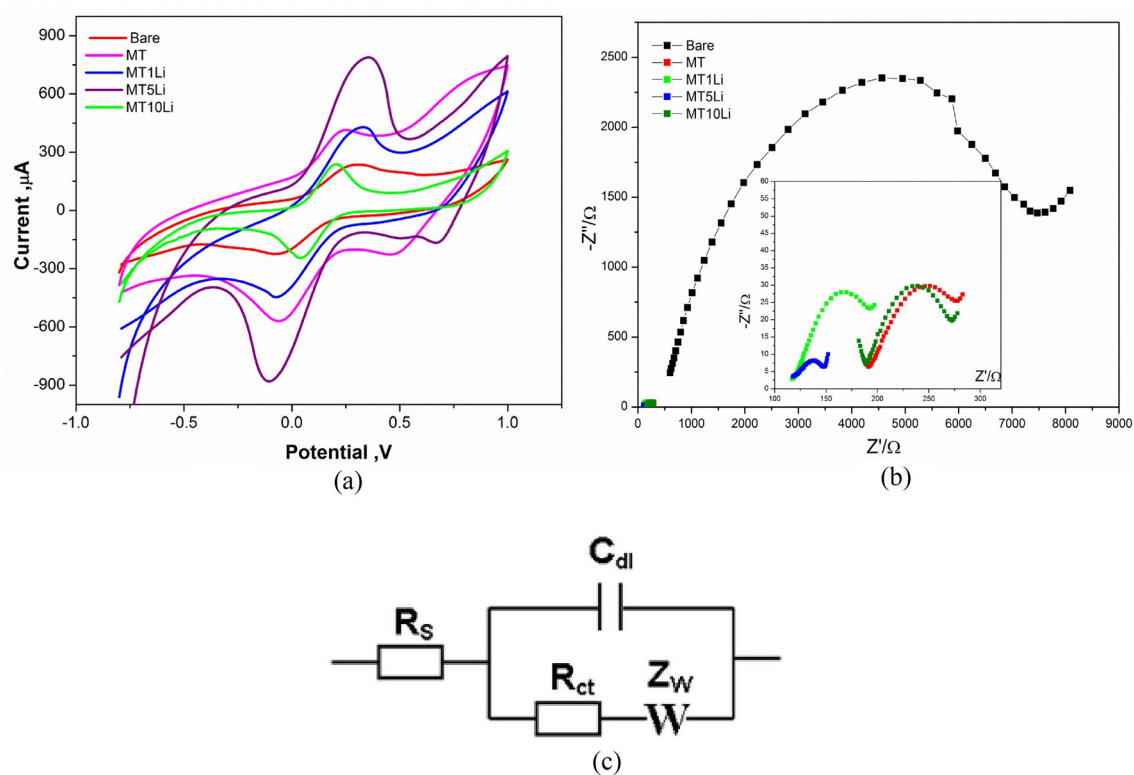 Bare
MT
MT1Li
MT5Li
MT10Li
900
600
300
0
-300
-600
-900
Current ,μA
-1.0
-0.5
0.0
0.5
1.0
Potential ,V
(a)
Bare
MT
MT1Li
MT5Li
MT10Li
2500
2000
1500
1000
500
0
-Z"/Ω
0
1000
2000
3000
4000
5000
6000
7000
8000
9000
Z'/Ω
60
55
50
45
40
35
30
25
20
15
10
5
0
-Z"/Ω
100
150
200
250
300
Z'/Ω
(b)
Cdl
RS
Rct
ZW
W
(c)